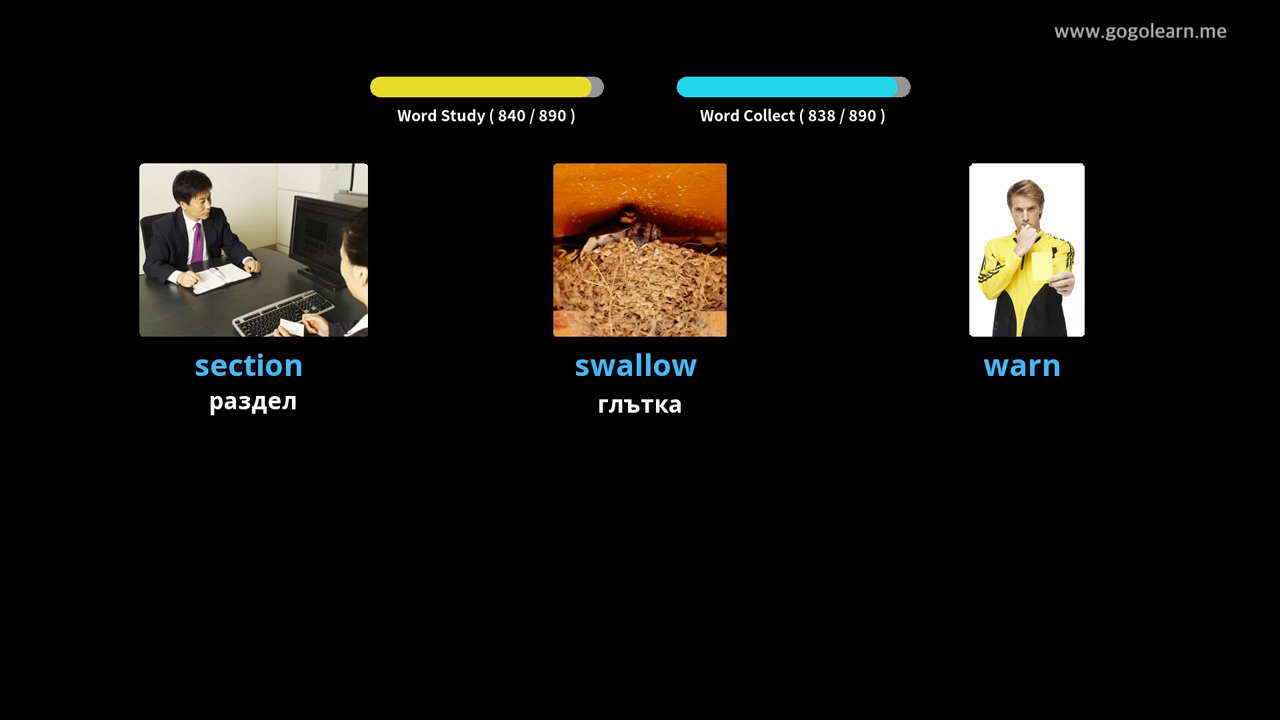 www.gogolearn.me
Word Study ( 840 / 890 )
Word Collect ( 838 / 890 )
section
swallow
warn
раздел
глътка